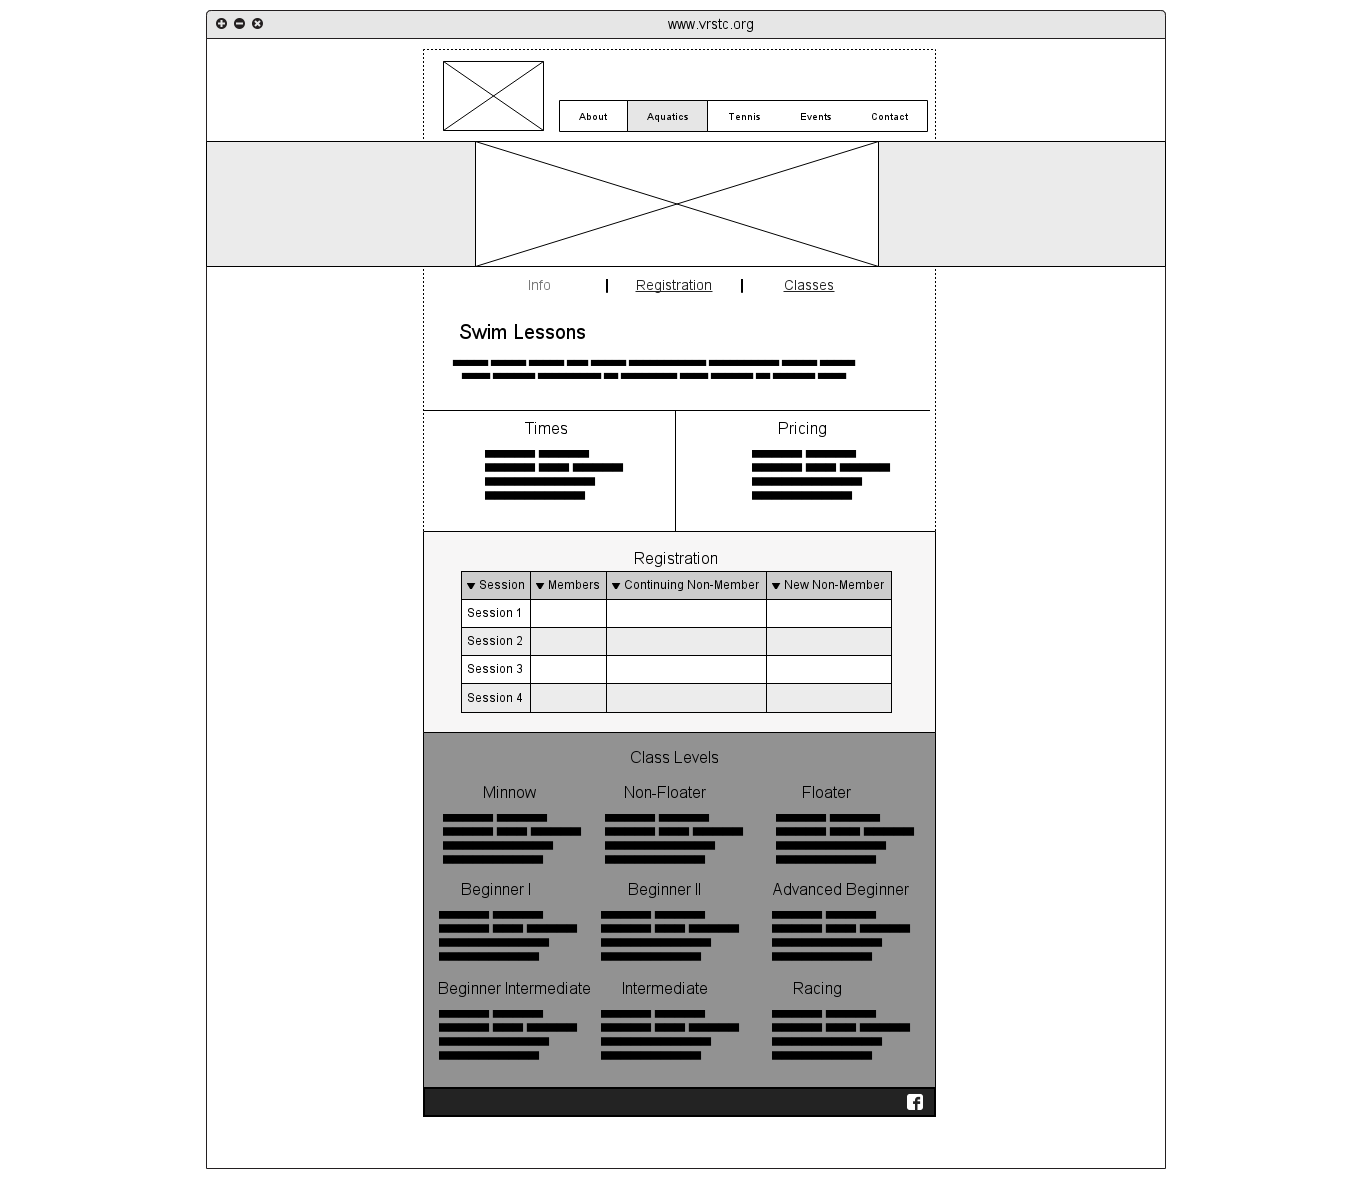 www.vrstc.org
About Aquatics Tennis Events Contact
Info Registration Classes
Swim Lessons
Times Pricing
Registration
Session Members Continuing Non-Member New Non-Member
Session 1
Session 2
Session 3
Session 4
Class Levels
Minnow Non-Floater Floater
Beginner I Beginner II Advanced Beginner
Beginner Intermediate Intermediate Racing